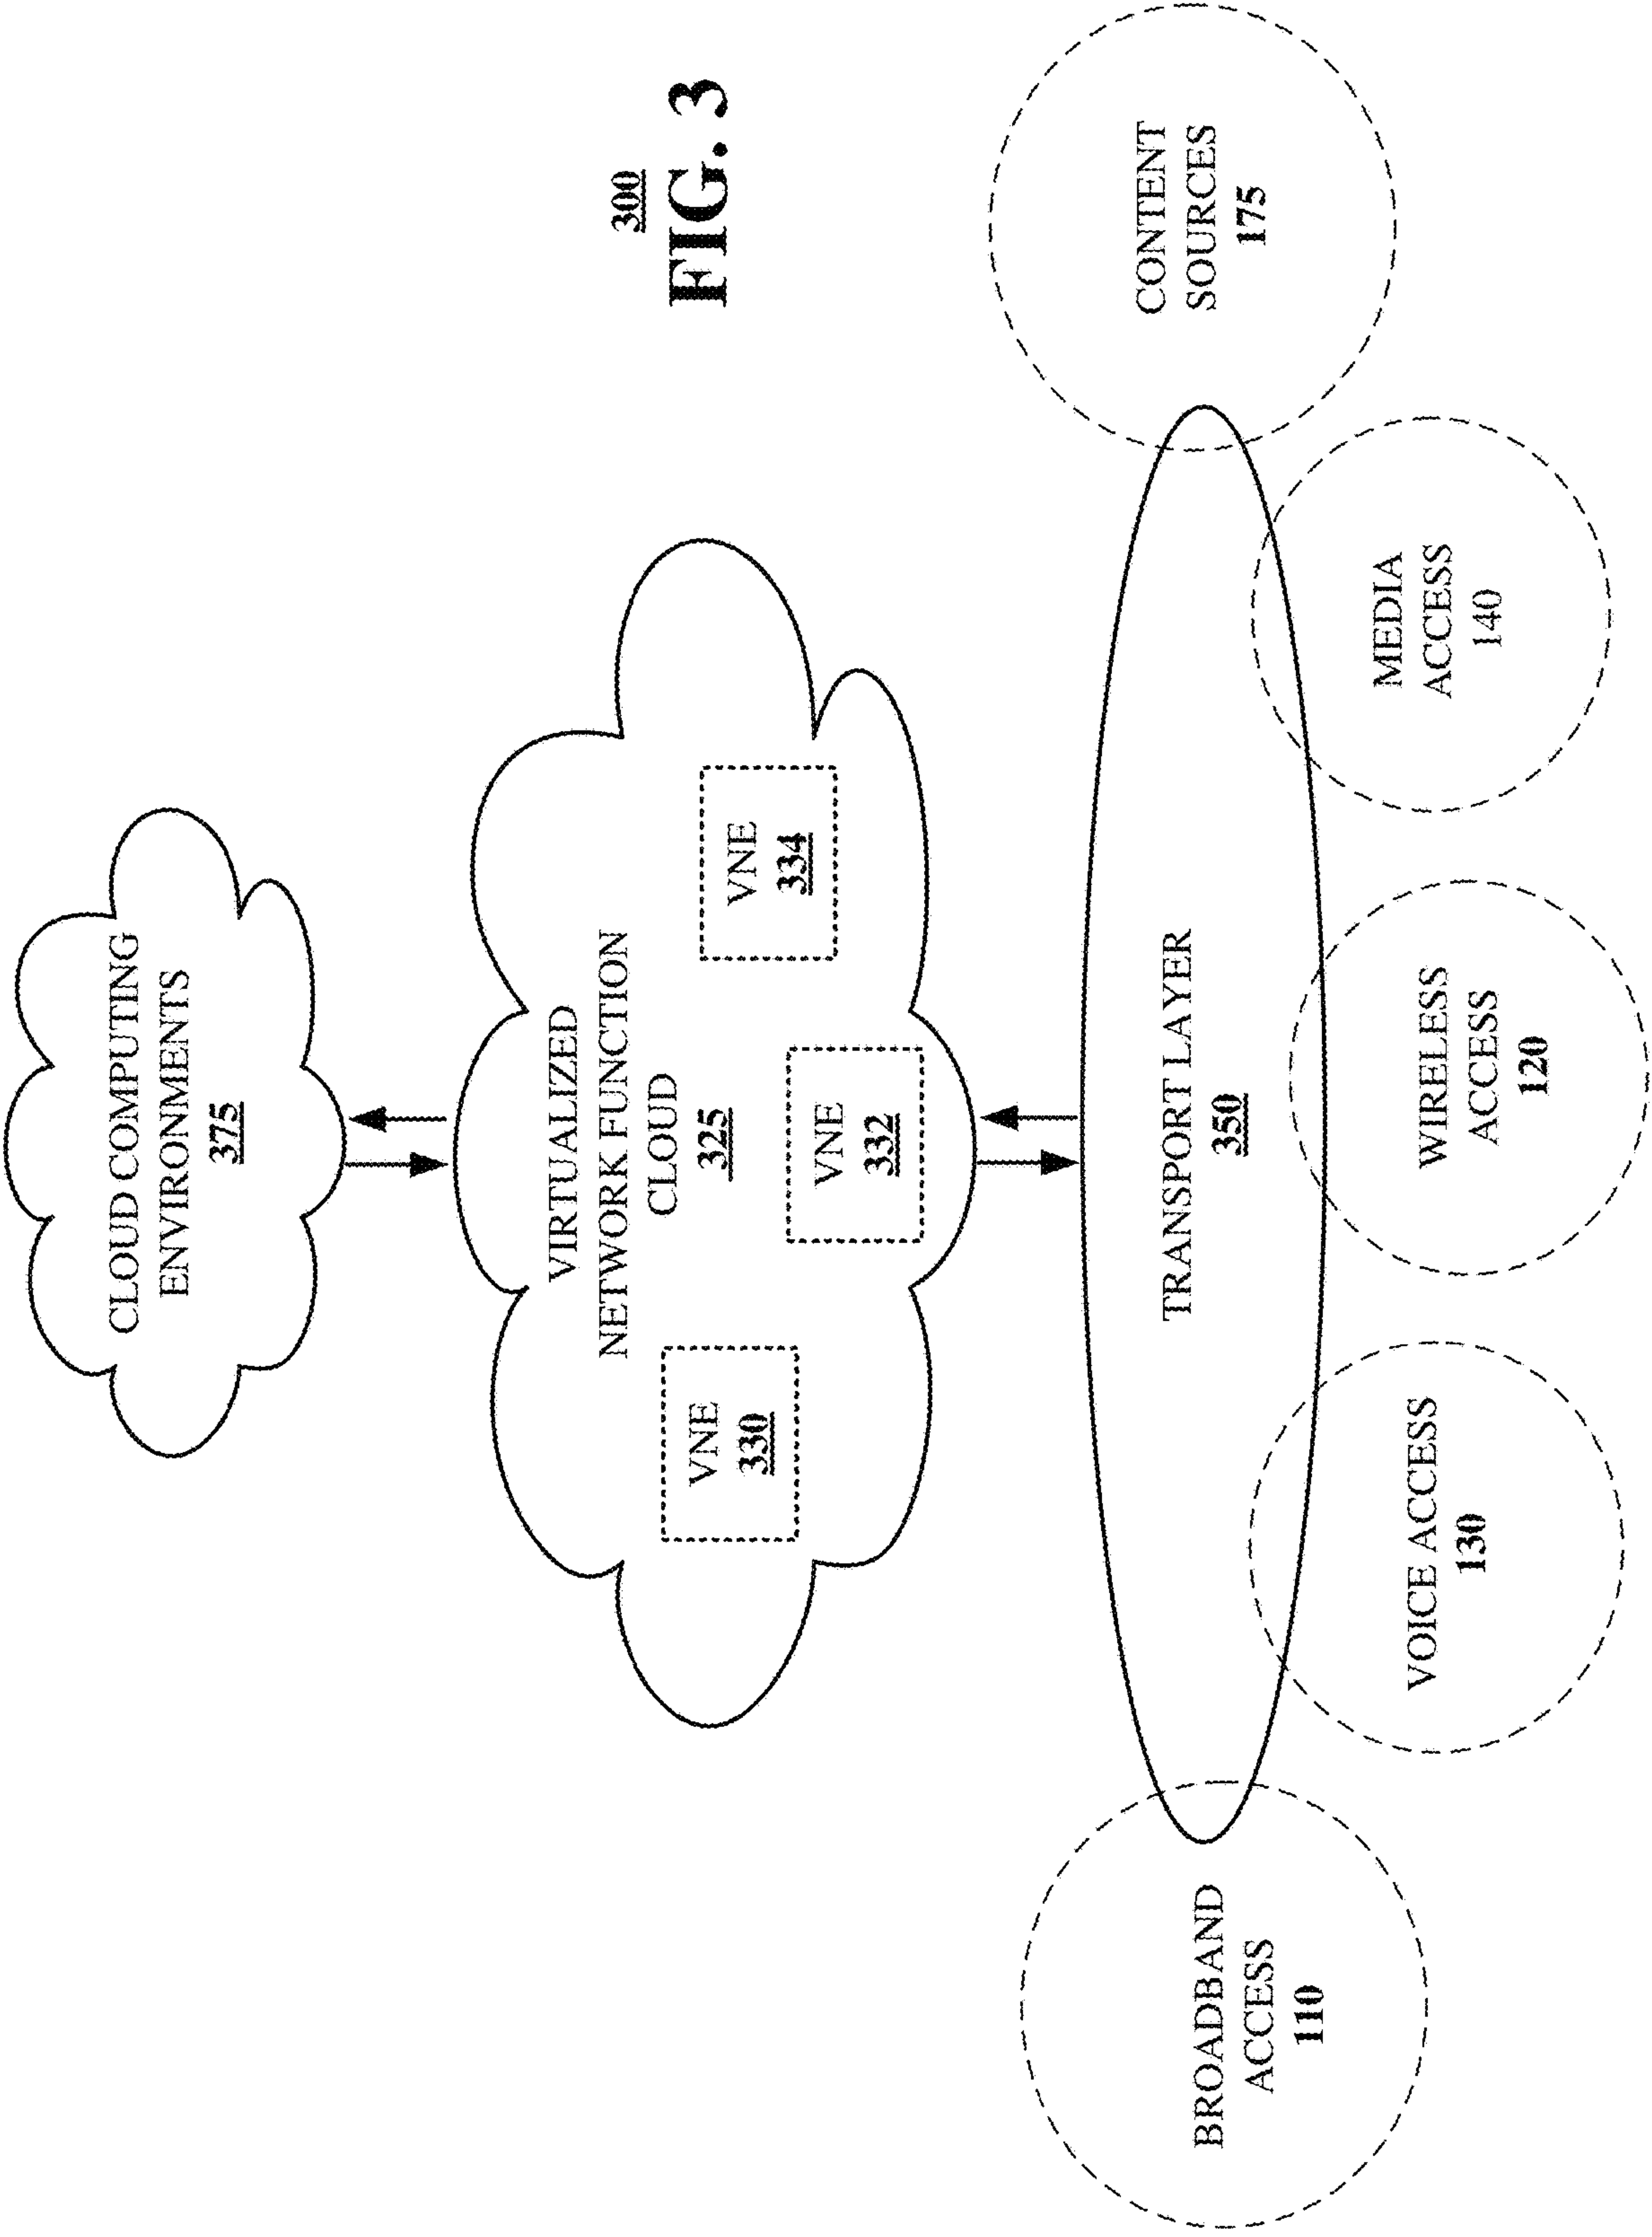 CLOUD COMPUTING
ENVIRONMENTS
375
VIRTUALIZED
NETWORK FUNCTION
CLOUD
325
VNE
330
VNE
332
VNE
334
TRANSPORT LAYER
350
BROADBAND
ACCESS
110
VOICE ACCESS
130
WIRELESS
ACCESS
120
MEDIA
ACCESS
140
CONTENT
SOURCES
175
300
FIG. 3